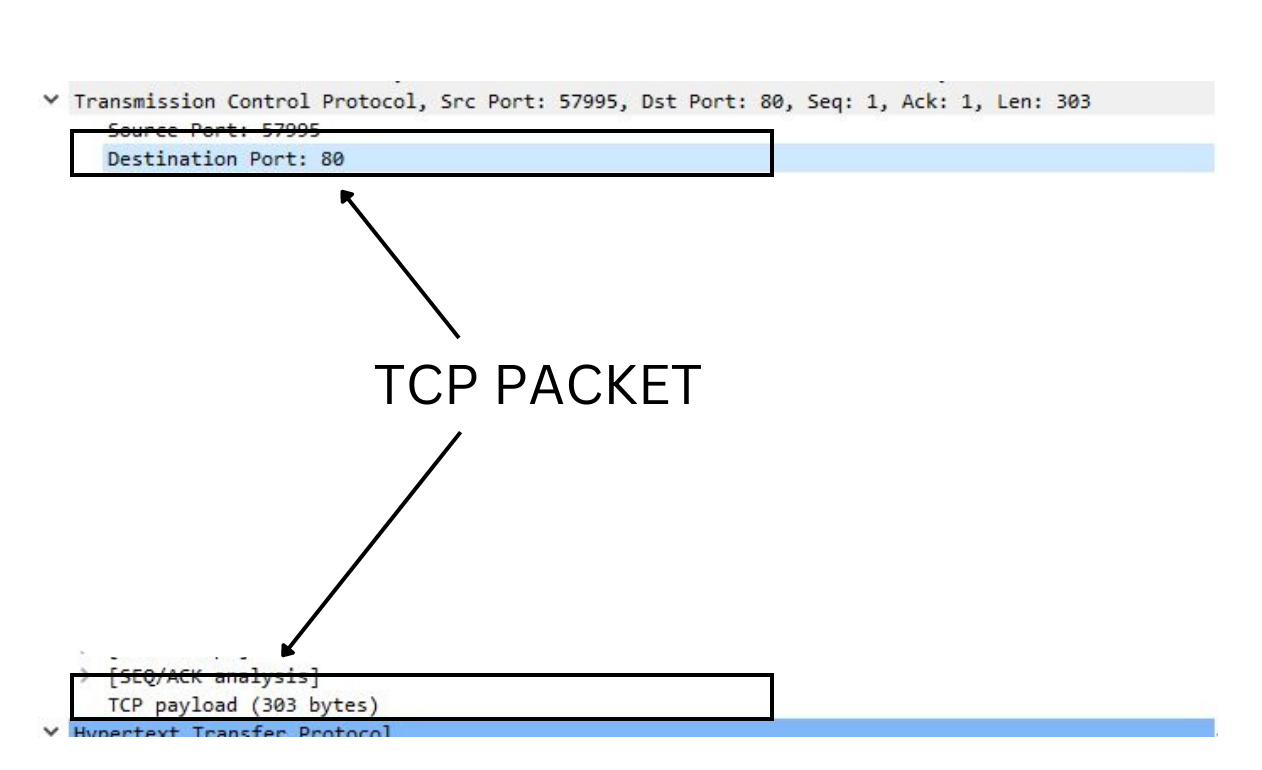 Transmission Control Protocol, Src Port: 57995, Dst Port: 80, Seq: 1, Ack: 1, Len: 303
Source Port: 57995
Destination Port: 80
TCP PACKET
[SEQ/ACK analysis]
TCP payload (303 bytes)
Hypertext Transfer Protocol